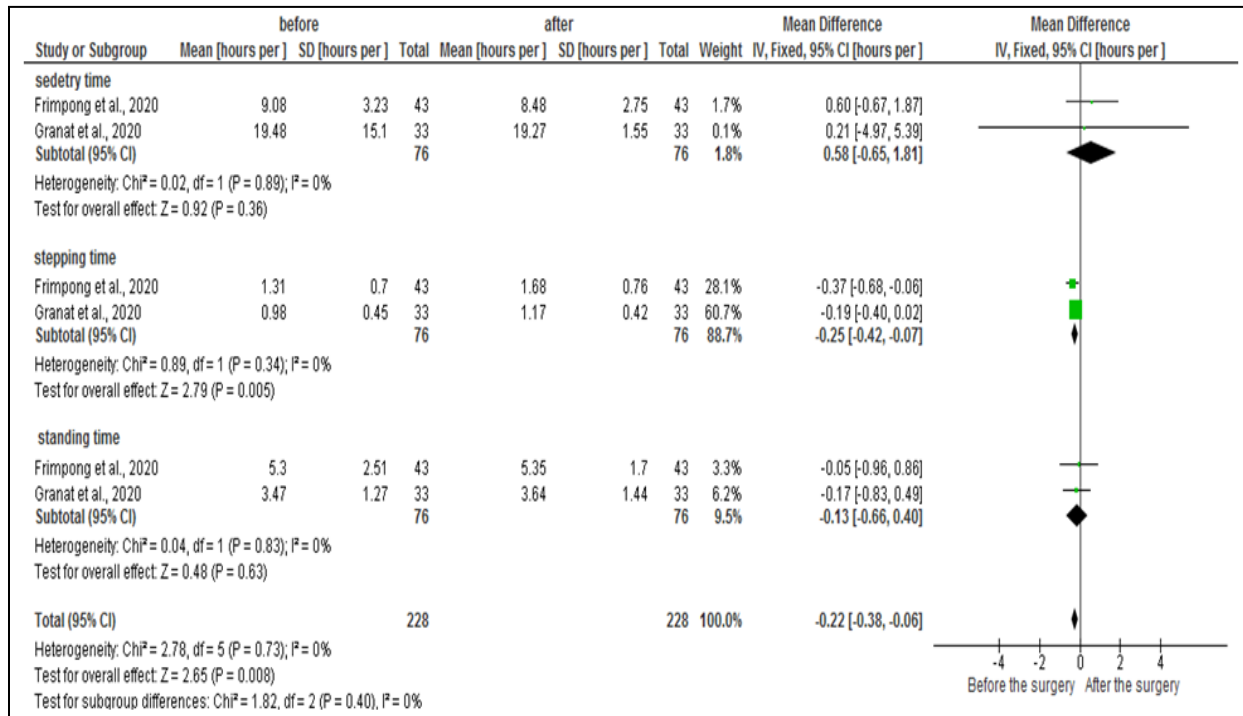 before after Mean Difference Mean Difference
Study or Subgroup Mean [hours per ] SD [hours per ] Total Mean [hours per ] SD [hours per ] Total Weight IV, Fixed, 95% CI [hours per ] IV, Fixed, 95% CI [hours per ]
sedetry time
Frimpong et al., 2020 9.08 3.23 43 8.48 2.75 43 1.7% 0.60 [-0.67, 1.87]
Granat et al., 2020 19.48 15.1 33 19.27 1.55 33 0.1% 0.21 [-4.97, 5.39]
Subtotal (95% CI) 76 76 1.8% 0.58 [-0.65, 1.81]
Heterogeneity: Chi² = 0.02, df = 1 (P = 0.89); I² = 0%
Test for overall effect: Z = 0.92 (P = 0.36)
stepping time
Frimpong et al., 2020 1.31 0.7 43 1.68 0.76 43 28.1% -0.37 [-0.68, -0.06]
Granat et al., 2020 0.98 0.45 33 1.17 0.42 33 60.7% -0.19 [-0.40, 0.02]
Subtotal (95% CI) 76 76 88.7% -0.25 [-0.42, -0.07]
Heterogeneity: Chi² = 0.89, df = 1 (P = 0.34); I² = 0%
Test for overall effect: Z = 2.79 (P = 0.005)
standing time
Frimpong et al., 2020 5.3 2.51 43 5.35 1.7 43 3.3% -0.05 [-0.96, 0.86]
Granat et al., 2020 3.47 1.27 33 3.64 1.44 33 6.2% -0.17 [-0.83, 0.49]
Subtotal (95% CI) 76 76 9.5% -0.13 [-0.66, 0.40]
Heterogeneity: Chi² = 0.04, df = 1 (P = 0.83); I² = 0%
Test for overall effect: Z = 0.48 (P = 0.63)
Total (95% CI) 228 228 100.0% -0.22 [-0.38, -0.06]
Heterogeneity: Chi² = 2.78, df = 5 (P = 0.73); I² = 0%
Test for overall effect: Z = 2.65 (P = 0.008)
Test for subgroup differences: Chi² = 1.82, df = 2 (P = 0.40), I² = 0%
-4 -2 0 2 4
Before the surgery After the surgery